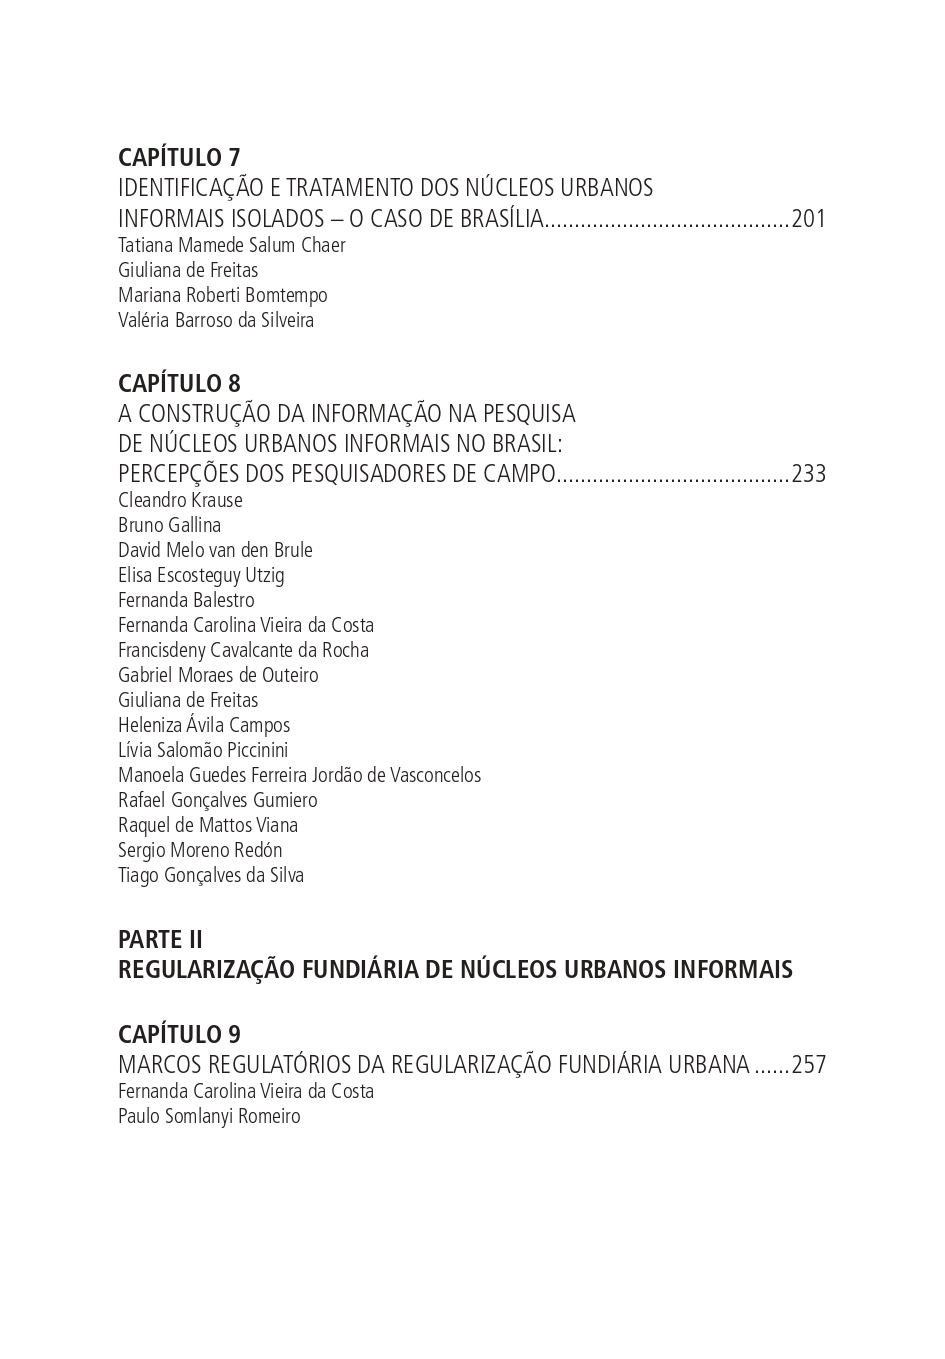 CAPÍTULO 7
IDENTIFICAÇÃO E TRATAMENTO DOS NÚCLEOS URBANOS
INFORMAIS ISOLADOS – O CASO DE BRASÍLIA.........................................201
Tatiana Mamede Salum Chaer
Giuliana de Freitas
Mariana Roberti Bomtempo
Valéria Barroso da Silveira
CAPÍTULO 8
A CONSTRUÇÃO DA INFORMAÇÃO NA PESQUISA
DE NÚCLEOS URBANOS INFORMAIS NO BRASIL:
PERCEPÇÕES DOS PESQUISADORES DE CAMPO.......................................233
Cleandro Krause
Bruno Gallina
David Melo van den Brule
Elisa Escosteguy Utzig
Fernanda Balestro
Fernanda Carolina Vieira da Costa
Francisdeny Cavalcante da Rocha
Gabriel Moraes de Outeiro
Giuliana de Freitas
Heleniza Ávila Campos
Lívia Salomão Piccinini
Manoela Guedes Ferreira Jordão de Vasconcelos
Rafael Gonçalves Gumiero
Raquel de Mattos Viana
Sergio Moreno Redón
Tiago Gonçalves da Silva
PARTE II
REGULARIZAÇÃO FUNDIÁRIA DE NÚCLEOS URBANOS INFORMAIS
CAPÍTULO 9
MARCOS REGULATÓRIOS DA REGULARIZAÇÃO FUNDIÁRIA URBANA ......257
Fernanda Carolina Vieira da Costa
Paulo Somlanyi Romeiro